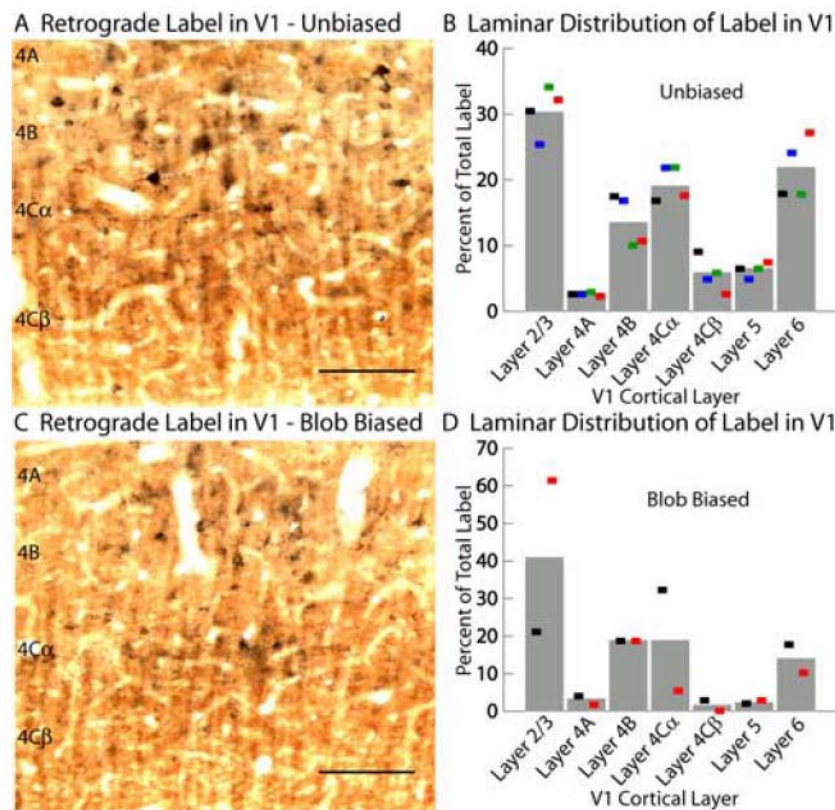 A Retrograde Label in V1 - Unbiased
4A
4B
4Cα
4Cβ
B Laminar Distribution of Label in V1
40
30
20
10
0
Percent of Total Label
Unbiased
Layer 2/3
Layer 4A
Layer 4B
Layer 4Cα
Layer 4Cβ
Layer 5
Layer 6
V1 Cortical Layer
C Retrograde Label in V1 - Blob Biased
4A
4B
4Cα
4Cβ
D Laminar Distribution of Label in V1
70
60
50
40
30
20
10
0
Percent of Total Label
Blob Biased
Layer 2/3
Layer 4A
Layer 4B
Layer 4Cα
Layer 4Cβ
Layer 5
Layer 6
V1 Cortical Layer